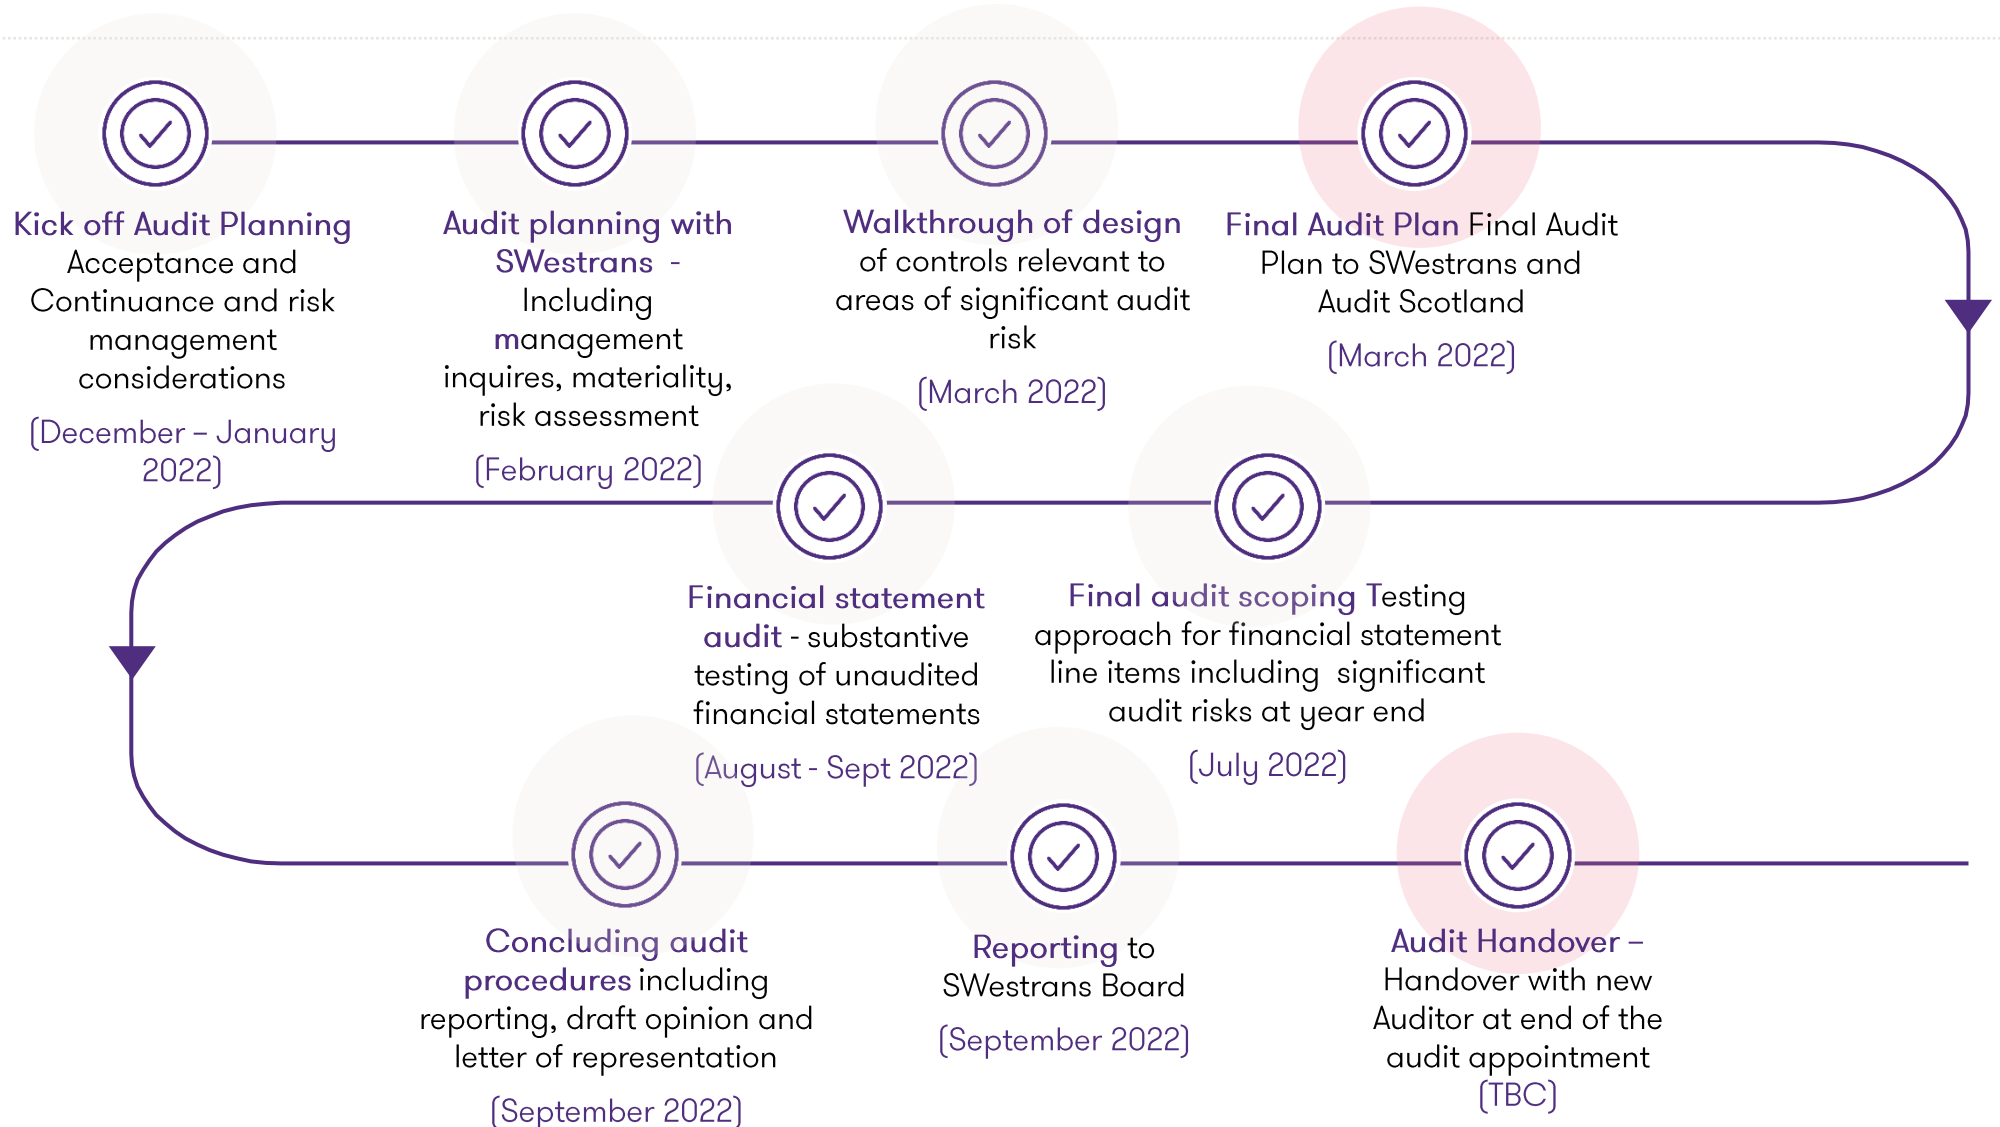 Kick off Audit Planning
Acceptance and
Continuance and risk
management
considerations
(December – January
2022)
Audit planning with
SWestrans -
Including
management
inquires, materiality,
risk assessment
(February 2022)
Walkthrough of design
of controls relevant to
areas of significant audit
risk
(March 2022)
Final Audit Plan Final Audit
Plan to SWestrans and
Audit Scotland
(March 2022)
Final audit scoping Testing
approach for financial statement
line items including significant
audit risks at year end
(July 2022)
Financial statement
audit - substantive
testing of unaudited
financial statements
(August - Sept 2022)
Concluding audit
procedures including
reporting, draft opinion and
letter of representation
(September 2022)
Reporting to
SWestrans Board
(September 2022)
Audit Handover –
Handover with new
Auditor at end of the
audit appointment
(TBC)